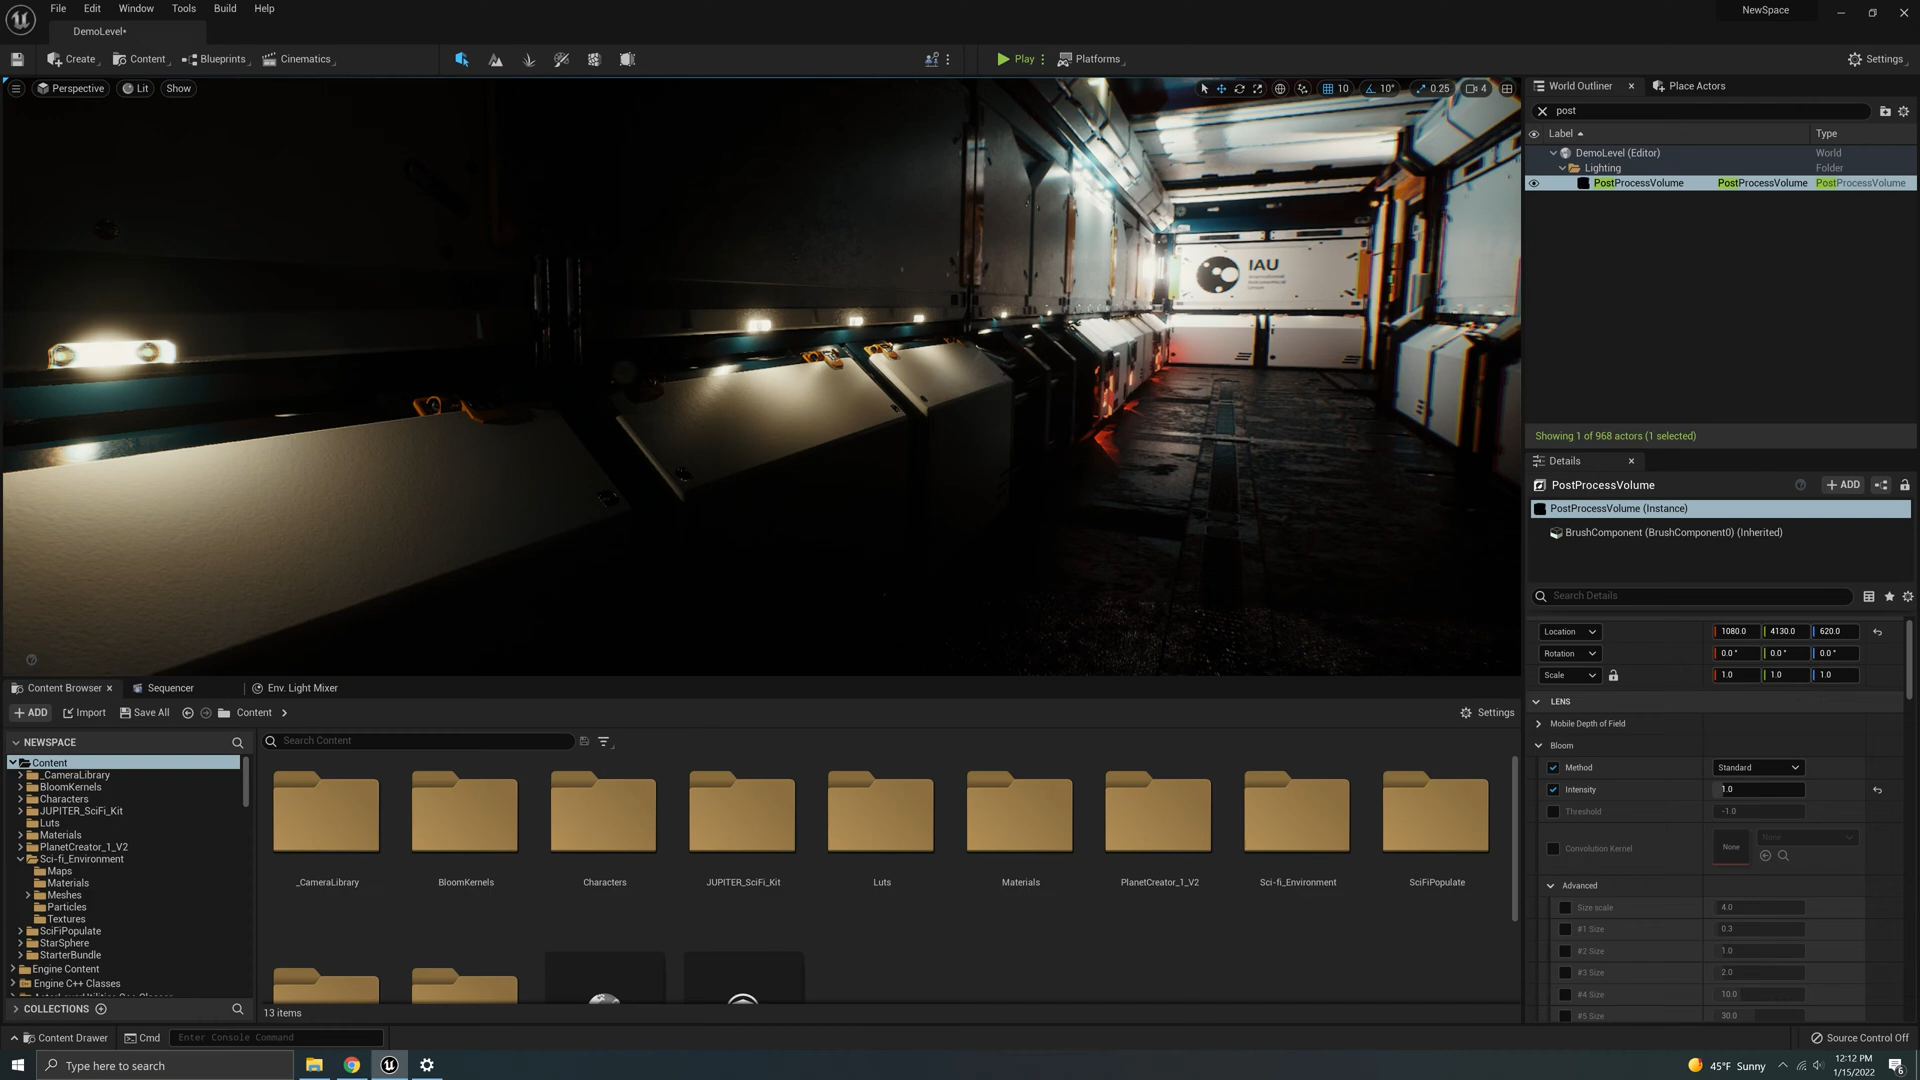 File Edit Window Tools Build Help
NewSpace
DemoLevel•
Create Content Blueprints Cinematics
Play Platforms
Settings
Perspective Lit Show
10 10° 0.25 4
IAU
World Outliner Place Actors
post
Label Type
DemoLevel (Editor) World
Lighting Folder
PostProcessVolume PostProcessVolume PostProcessVolume
Showing 1 of 968 actors (1 selected)
Details
PostProcessVolume
+ ADD
PostProcessVolume (Instance)
BrushComponent (BrushComponent0) (Inherited)
Search Details
Location 1080.0 4130.0 620.0
Rotation 0.0 ° 0.0 ° 0.0 °
Scale 1.0 1.0 1.0
LENS
Mobile Depth of Field
Bloom
Method Standard
Intensity 1.0
Threshold -1.0
Convolution Kernel None None
Advanced
Size scale 4.0
#1 Size 0.3
#2 Size 1.0
#3 Size 2.0
#4 Size 10.0
#5 Size 30.0
Content Browser Sequencer Env. Light Mixer
+ ADD Import Save All Content
Settings
NEWSPACE
Search Content
Content
_CameraLibrary
BloomKernels
Characters
JUPITER_SciFi_Kit
Luts
Materials
PlanetCreator_1_V2
Sci-fi_Environment
Maps
Materials
Meshes
Particles
Textures
SciFiPopulate
StarSphere
StarterBundle
Engine Content
Engine C++ Classes
COLLECTIONS
_CameraLibrary BloomKernels Characters JUPITER_SciFi_Kit Luts Materials PlanetCreator_1_V2 Sci-fi_Environment SciFiPopulate
13 items
Content Drawer Cmd Enter Console Command
Source Control Off
Type here to search
45°F Sunny
12:12 PM
1/15/2022
6